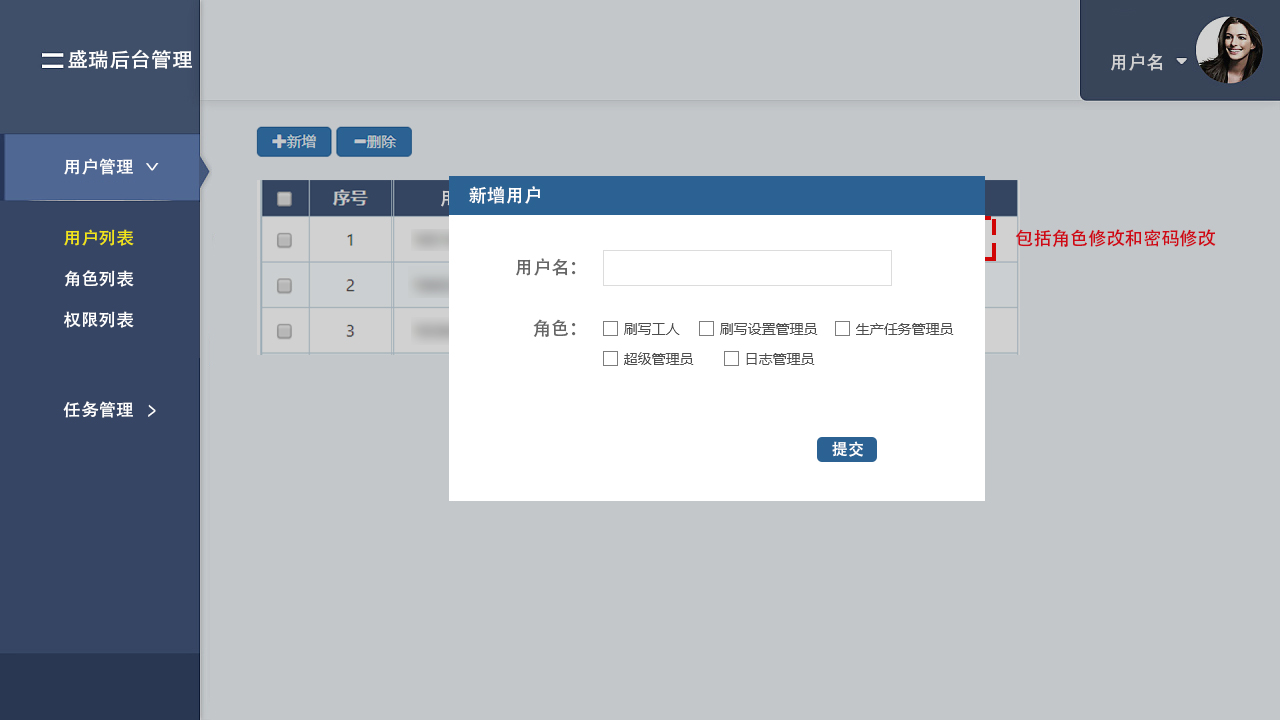 二盛瑞后台管理
用户名
用户管理
用户列表
角色列表
权限列表
任务管理
新增
删除
序号
1
2
3
包括角色修改和密码修改
新增用户
用户名：
角色：
刷写工人 刷写设置管理员 生产任务管理员
超级管理员 日志管理员
提交